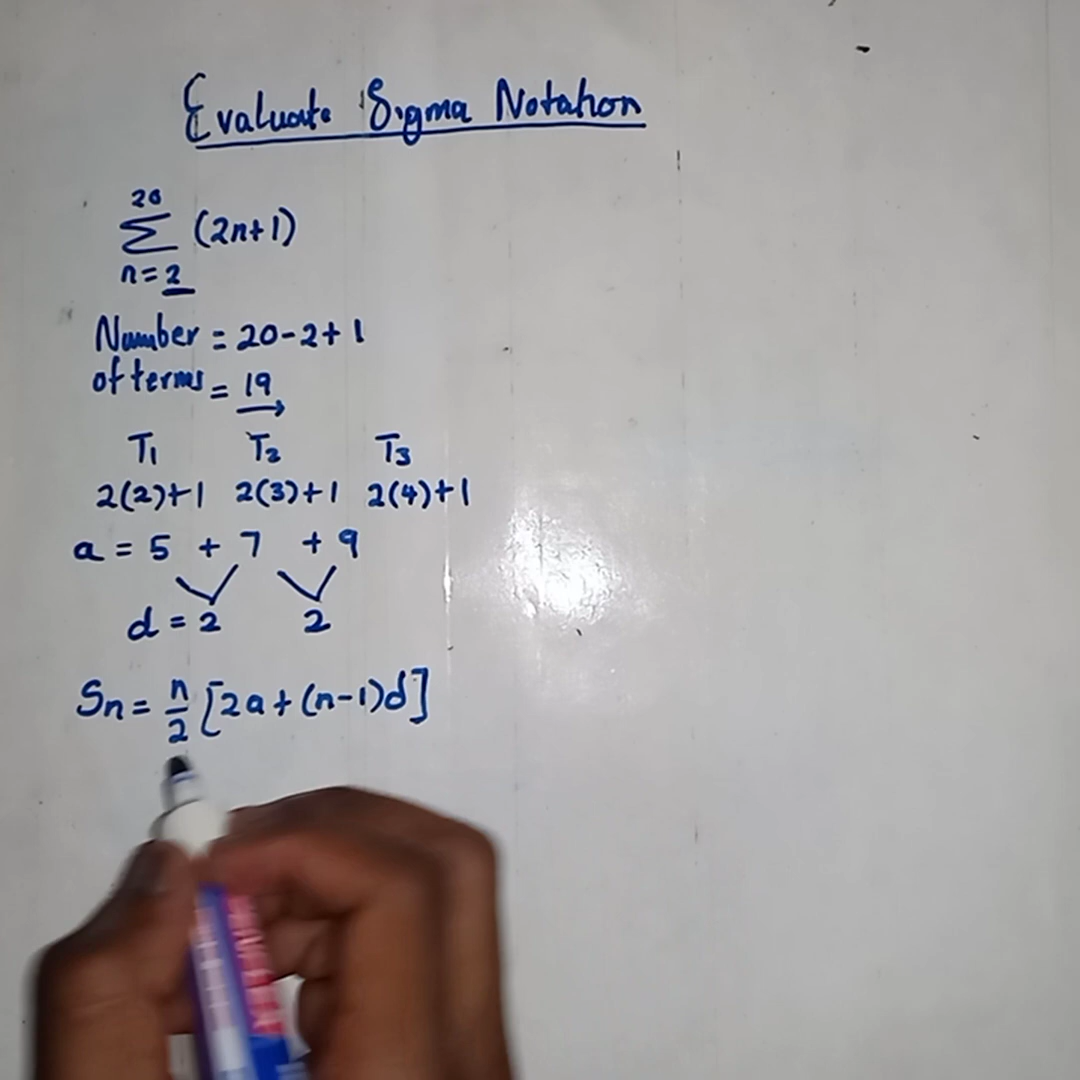 Evaluate Sigma Notation
20
∑ (2n+1)
n=2
Number = 20-2+1
of terms = 19
T₁ T₂ T₃
2(2)+1 2(3)+1 2(4)+1
a = 5 + 7 + 9
d = 2 2
Sn = n/2 [2a+(n-1)d]